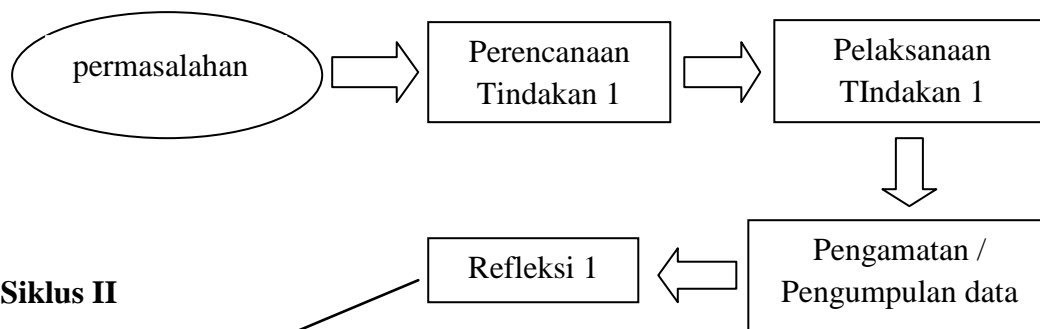 permasalahan
Perencanaan
Tindakan 1
Pelaksanaan
TIndakan 1
Pengamatan /
Pengumpulan data
Refleksi 1
Siklus II